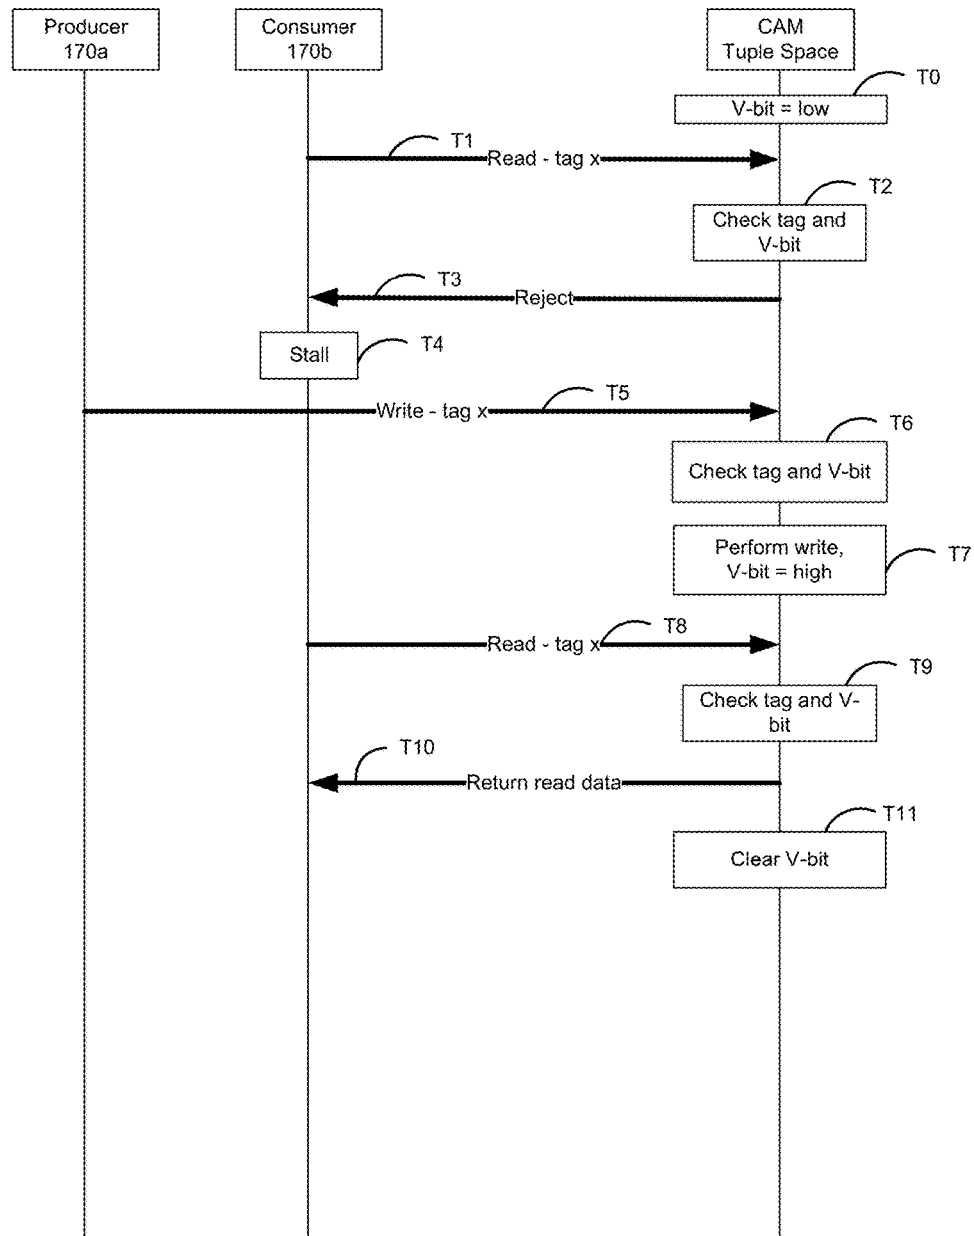 Producer
170a
Consumer
170b
CAM
Tuple Space
T0
V-bit = low
T1
Read - tag x
T2
Check tag and
V-bit
T3
Reject
Stall
T4
T5
Write - tag x
T6
Check tag and V-bit
Perform write,
V-bit = high
T7
T8
Read - tag x
T9
Check tag and V-
bit
T10
Return read data
T11
Clear V-bit